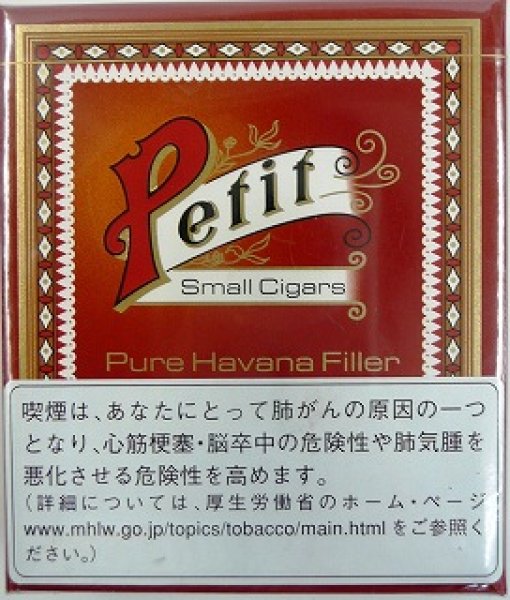 Petit
Small Cigars
Pure Havana Filler
喫煙は、あなたにとって肺がんの原因の一つ
となり、心筋梗塞・脳卒中の危険性や肺気腫を
悪化させる危険性を高めます。
(詳細については、厚生労働省のホーム・ページ
www.mhlw.go.jp/topics/tobacco/main.html をご参照く
ださい。)